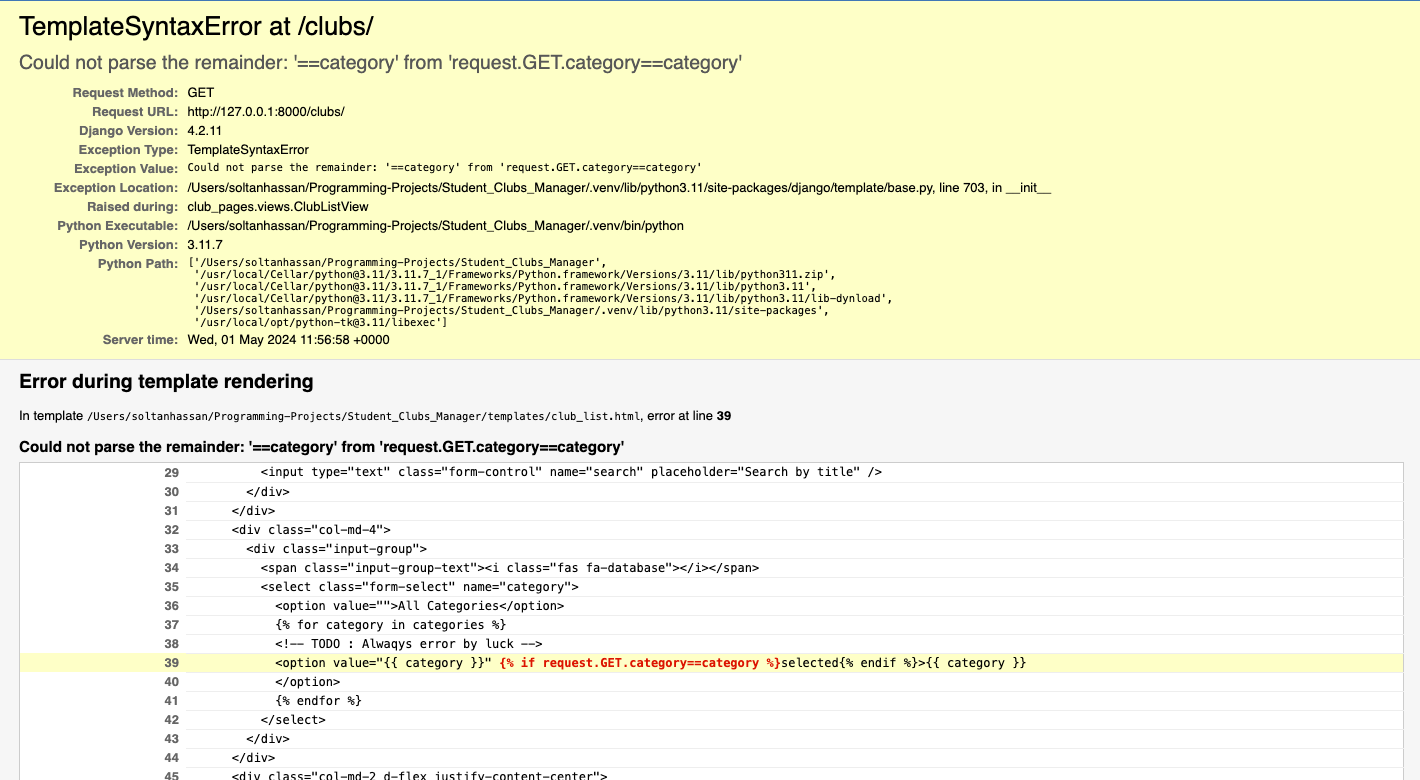 TemplateSyntaxError at /clubs/
Could not parse the remainder: '==category' from 'request.GET.category==category'
Request Method: GET
Request URL: http://127.0.0.1:8000/clubs/
Django Version: 4.2.11
Exception Type: TemplateSyntaxError
Exception Value: Could not parse the remainder: '==category' from 'request.GET.category==category'
Exception Location: /Users/soltanhassan/Programming-Projects/Student_Clubs_Manager/.venv/lib/python3.11/site-packages/django/template/base.py, line 703, in __init__
Raised during: club_pages.views.ClubListView
Python Executable: /Users/soltanhassan/Programming-Projects/Student_Clubs_Manager/.venv/bin/python
Python Version: 3.11.7
Python Path: ['/Users/soltanhassan/Programming-Projects/Student_Clubs_Manager',
'/usr/local/Cellar/python@3.11/3.11.7_1/Frameworks/Python.framework/Versions/3.11/lib/python311.zip',
'/usr/local/Cellar/python@3.11/3.11.7_1/Frameworks/Python.framework/Versions/3.11/lib/python3.11',
'/usr/local/Cellar/python@3.11/3.11.7_1/Frameworks/Python.framework/Versions/3.11/lib/python3.11/lib-dynload',
'/Users/soltanhassan/Programming-Projects/Student_Clubs_Manager/.venv/lib/python3.11/site-packages',
'/usr/local/opt/python-tk@3.11/libexec']
Server time: Wed, 01 May 2024 11:56:58 +0000
Error during template rendering
In template /Users/soltanhassan/Programming-Projects/Student_Clubs_Manager/templates/club_list.html, error at line 39
Could not parse the remainder: '==category' from 'request.GET.category==category'
29 <input type="text" class="form-control" name="search" placeholder="Search by title" />
30 </div>
31 </div>
32 <div class="col-md-4">
33 <div class="input-group">
34 <span class="input-group-text"><i class="fas fa-database"></i></span>
35 <select class="form-select" name="category">
36 <option value="">All Categories</option>
37 {% for category in categories %}
38 <!-- TODO : Alwaqys error by luck -->
39 <option value="{{ category }}" {% if request.GET.category==category %}selected{% endif %}>{{ category }}
40 </option>
41 {% endfor %}
42 </select>
43 </div>
44 </div>
45 <div class="col-md-2 d-flex justify-content-center">